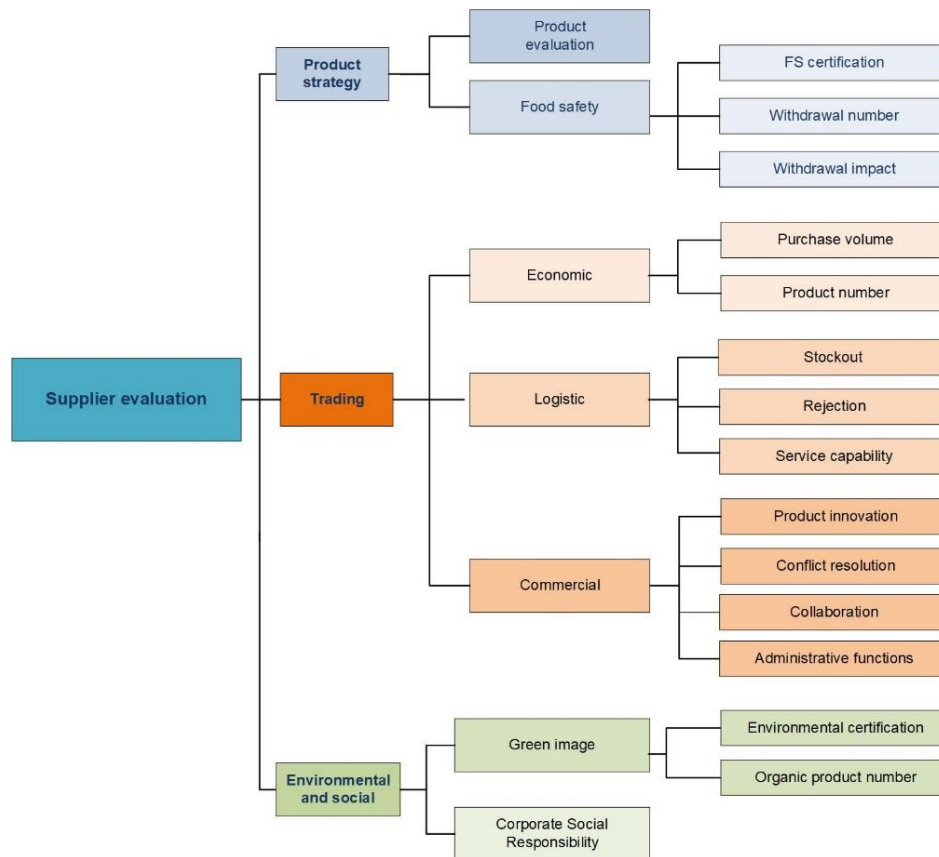 Supplier evaluation
Product
strategy
Product
evaluation
Food safety
FS certification
Withdrawal number
Withdrawal impact
Trading
Economic
Purchase volume
Product number
Logistic
Stockout
Rejection
Service capability
Commercial
Product innovation
Conflict resolution
Collaboration
Administrative functions
Environmental
and social
Green image
Environmental certification
Organic product number
Corporate Social
Responsibility